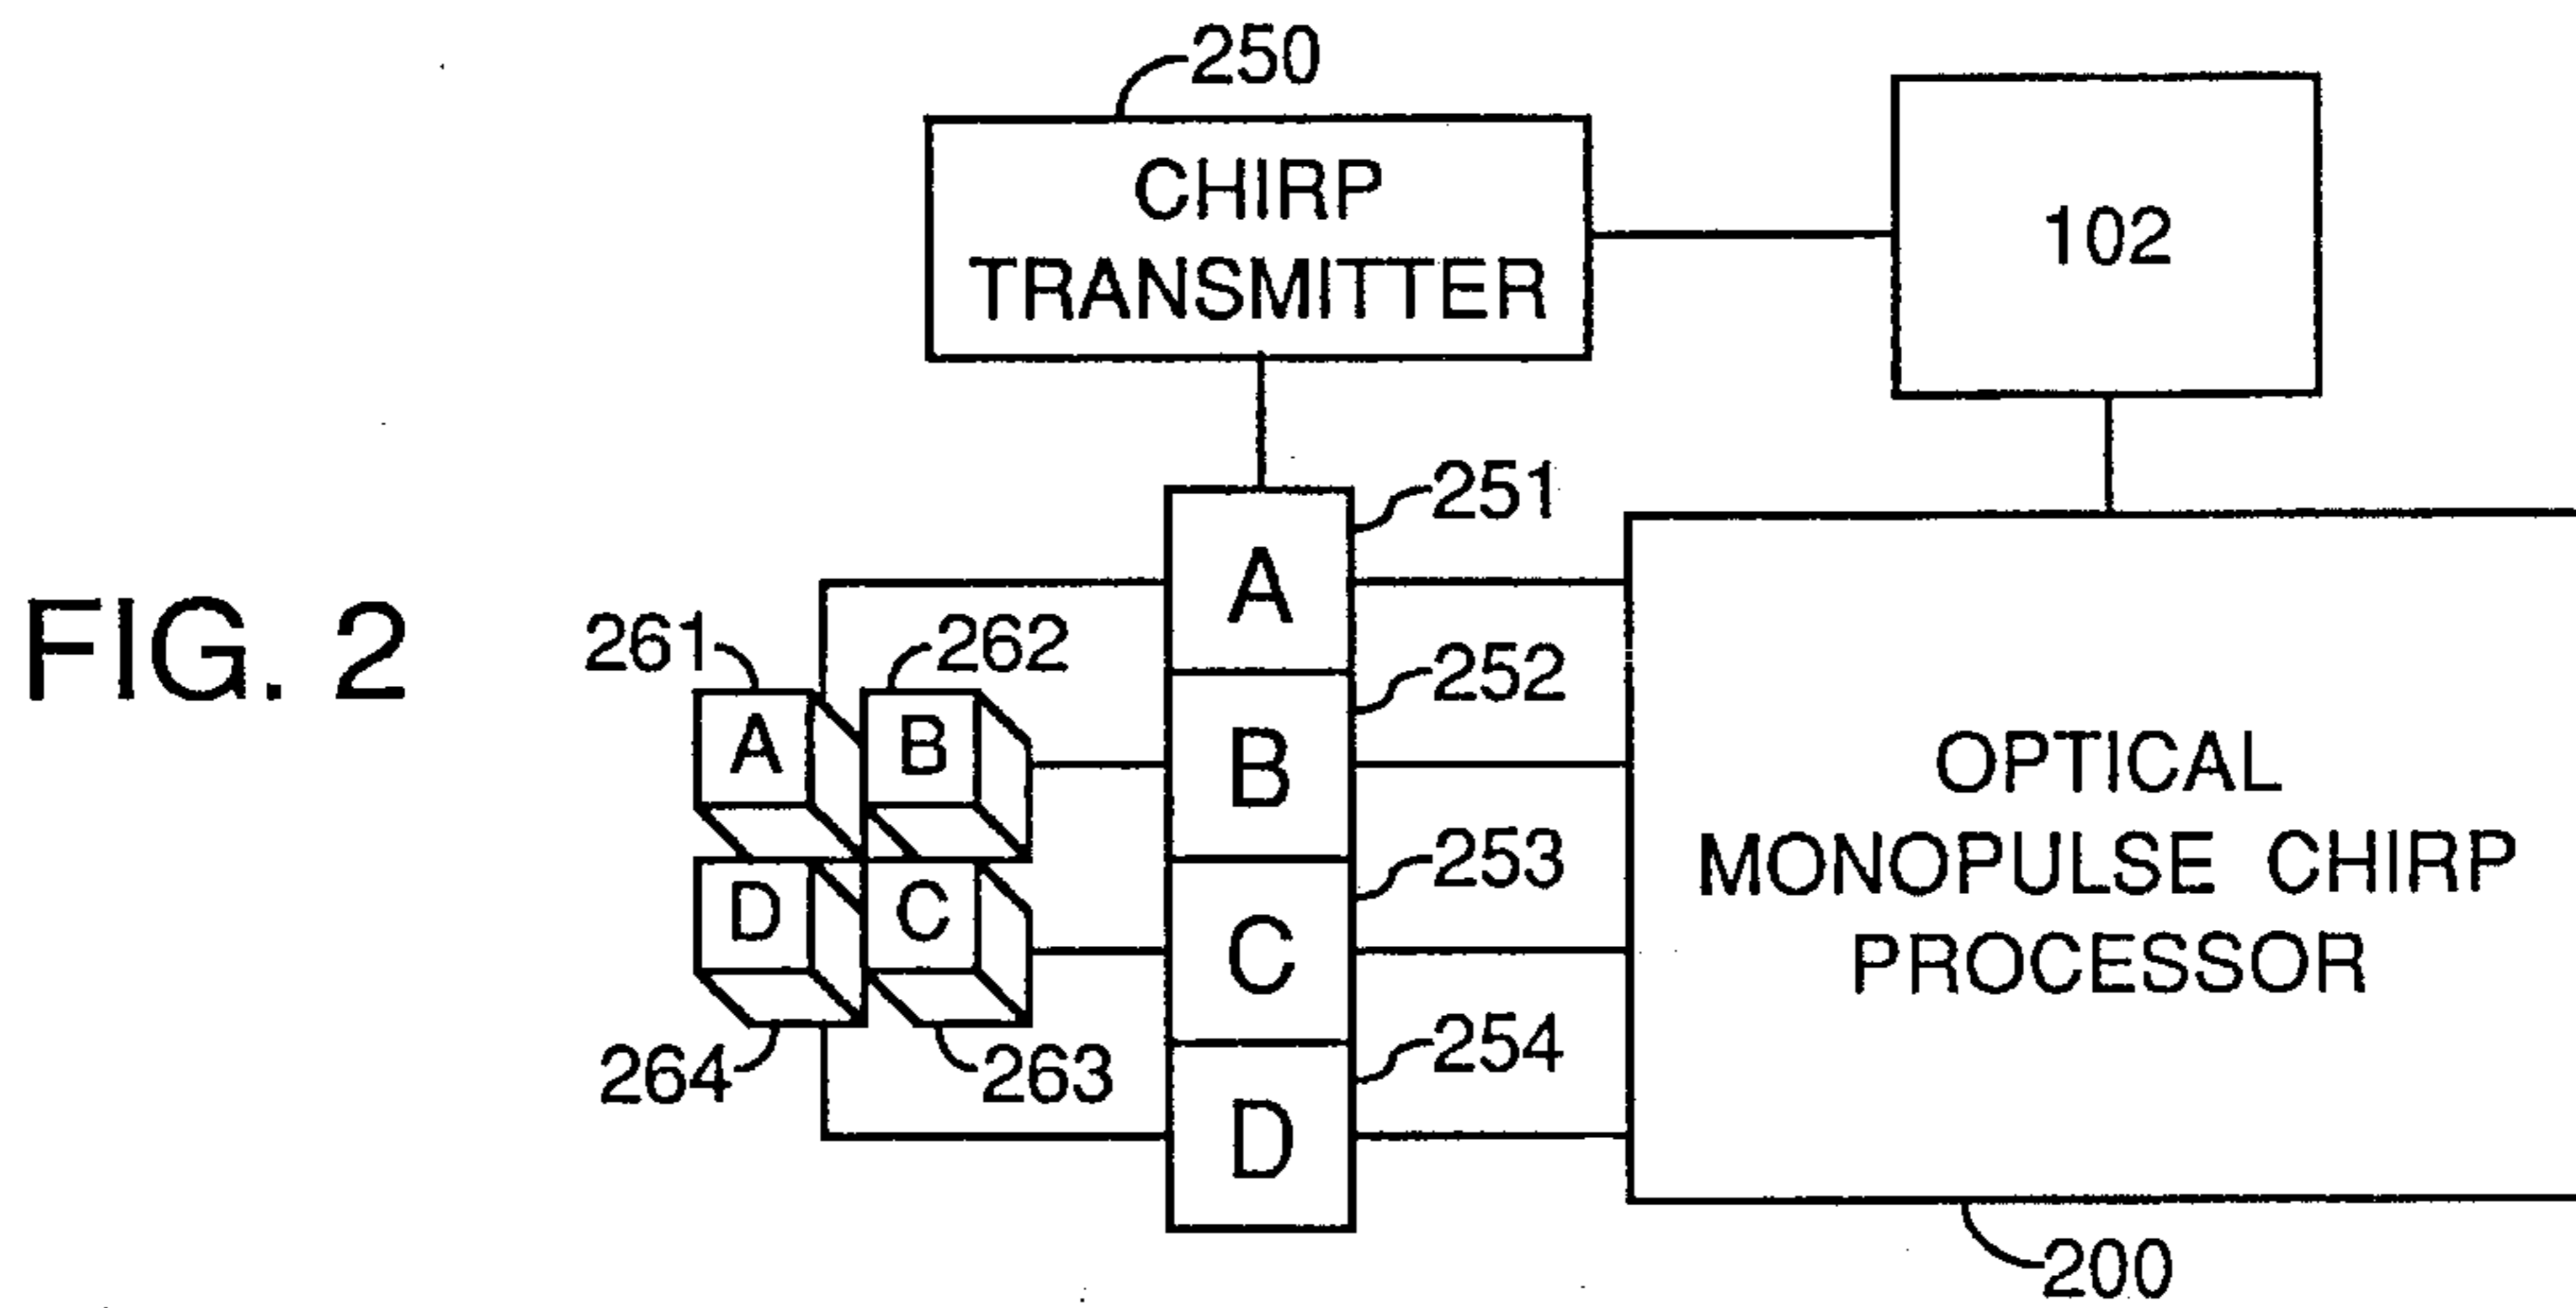 250
CHIRP
TRANSMITTER
102
251
A
FIG. 2
261
262
252
A
B
B
OPTICAL
MONOPULSE CHIRP
PROCESSOR
253
D
C
C
254
264
263
D
200